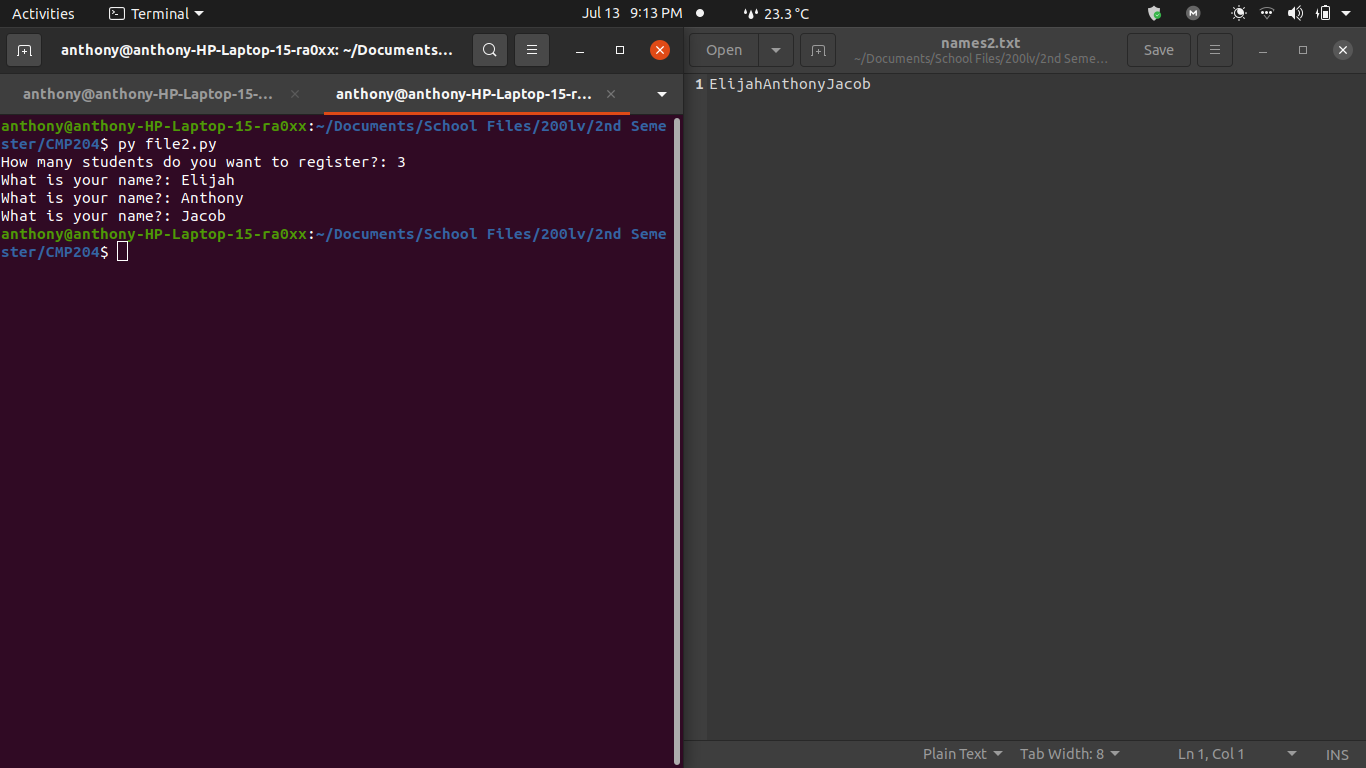 Activities Terminal Jul 13 9:13 PM 23.3 °C
anthony@anthony-HP-Laptop-15-ra0xx: ~/Documents...
Open names2.txt Save
~/Documents/School Files/200lv/2nd Seme...
anthony@anthony-HP-Laptop-15-...
anthony@anthony-HP-Laptop-15-r...
anthony@anthony-HP-Laptop-15-ra0xx:~/Documents/School Files/200lv/2nd Seme
ster/CMP204$ py file2.py
How many students do you want to register?: 3
What is your name?: Elijah
What is your name?: Anthony
What is your name?: Jacob
anthony@anthony-HP-Laptop-15-ra0xx:~/Documents/School Files/200lv/2nd Seme
ster/CMP204$
1 ElijahAnthonyJacob
Plain Text Tab Width: 8 Ln 1, Col 1 INS